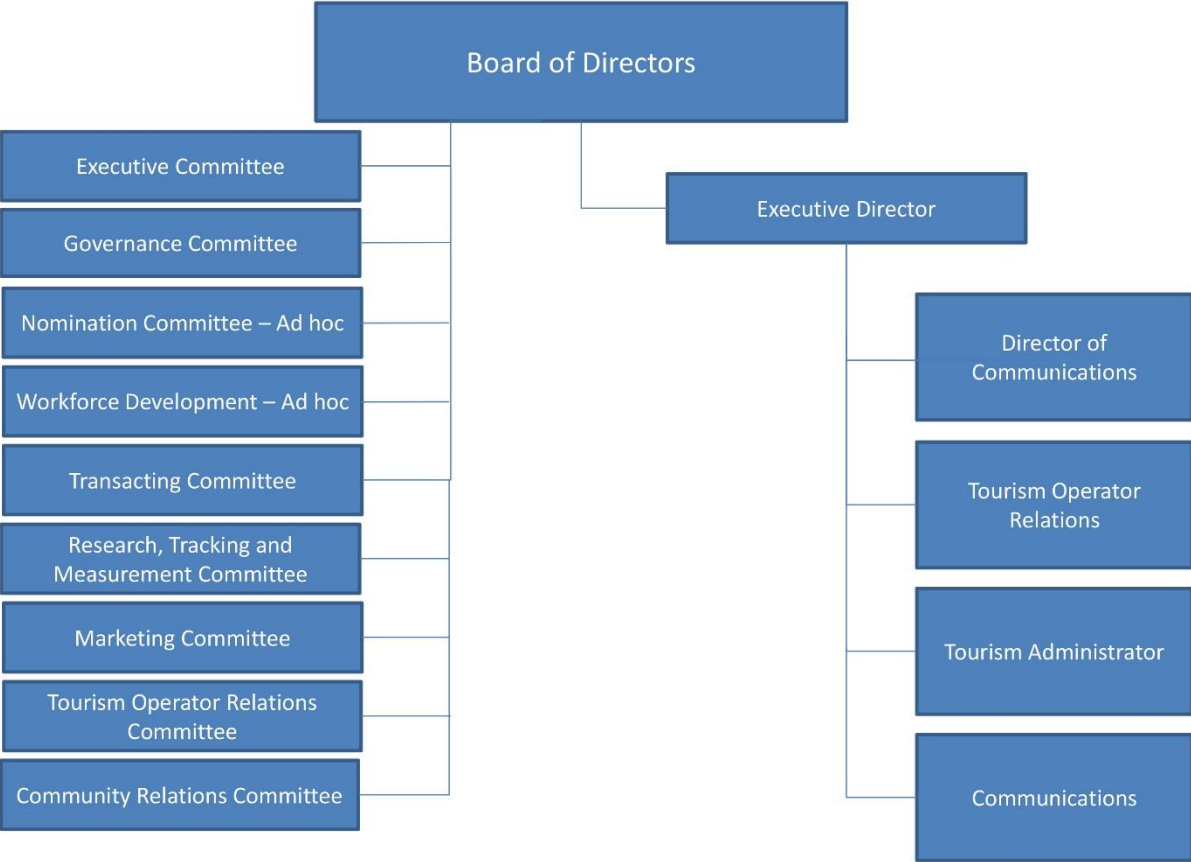 Board of Directors
Executive Committee
Governance Committee
Nomination Committee – Ad hoc
Workforce Development – Ad hoc
Transacting Committee
Research, Tracking and
Measurement Committee
Marketing Committee
Tourism Operator Relations
Committee
Community Relations Committee
Executive Director
Director of
Communications
Tourism Operator
Relations
Tourism Administrator
Communications